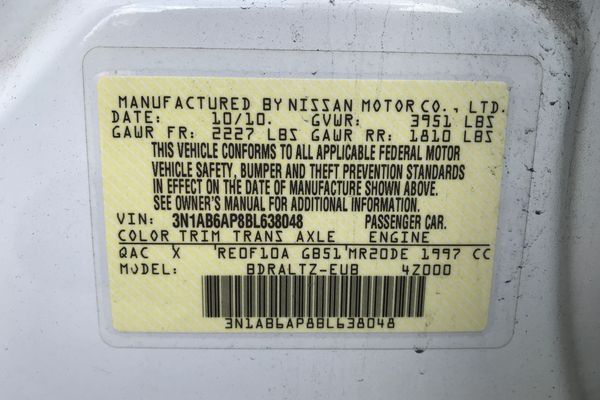 MANUFACTURED BY NISSAN MOTOR CO., LTD.
DATE: 10/10. GVWR: 3951 LBS
GAWR FR: 2227 LBS GAWR RR: 1810 LBS
THIS VEHICLE CONFORMS TO ALL APPLICABLE FEDERAL MOTOR
VEHICLE SAFETY, BUMPER AND THEFT PREVENTION STANDARDS
IN EFFECT ON THE DATE OF MANUFACTURE SHOWN ABOVE.
SEE OWNER'S MANUAL FOR ADDITIONAL INFORMATION.
VIN: 3N1AB6AP8BL638048 PASSENGER CAR.
COLOR TRIM TRANS AXLE ENGINE
QAC X RE0F10A GB51 MR20DE 1997 CC
MODEL: BDRALTZ-EUB 4Z000
3N1AB6AP8BL638048